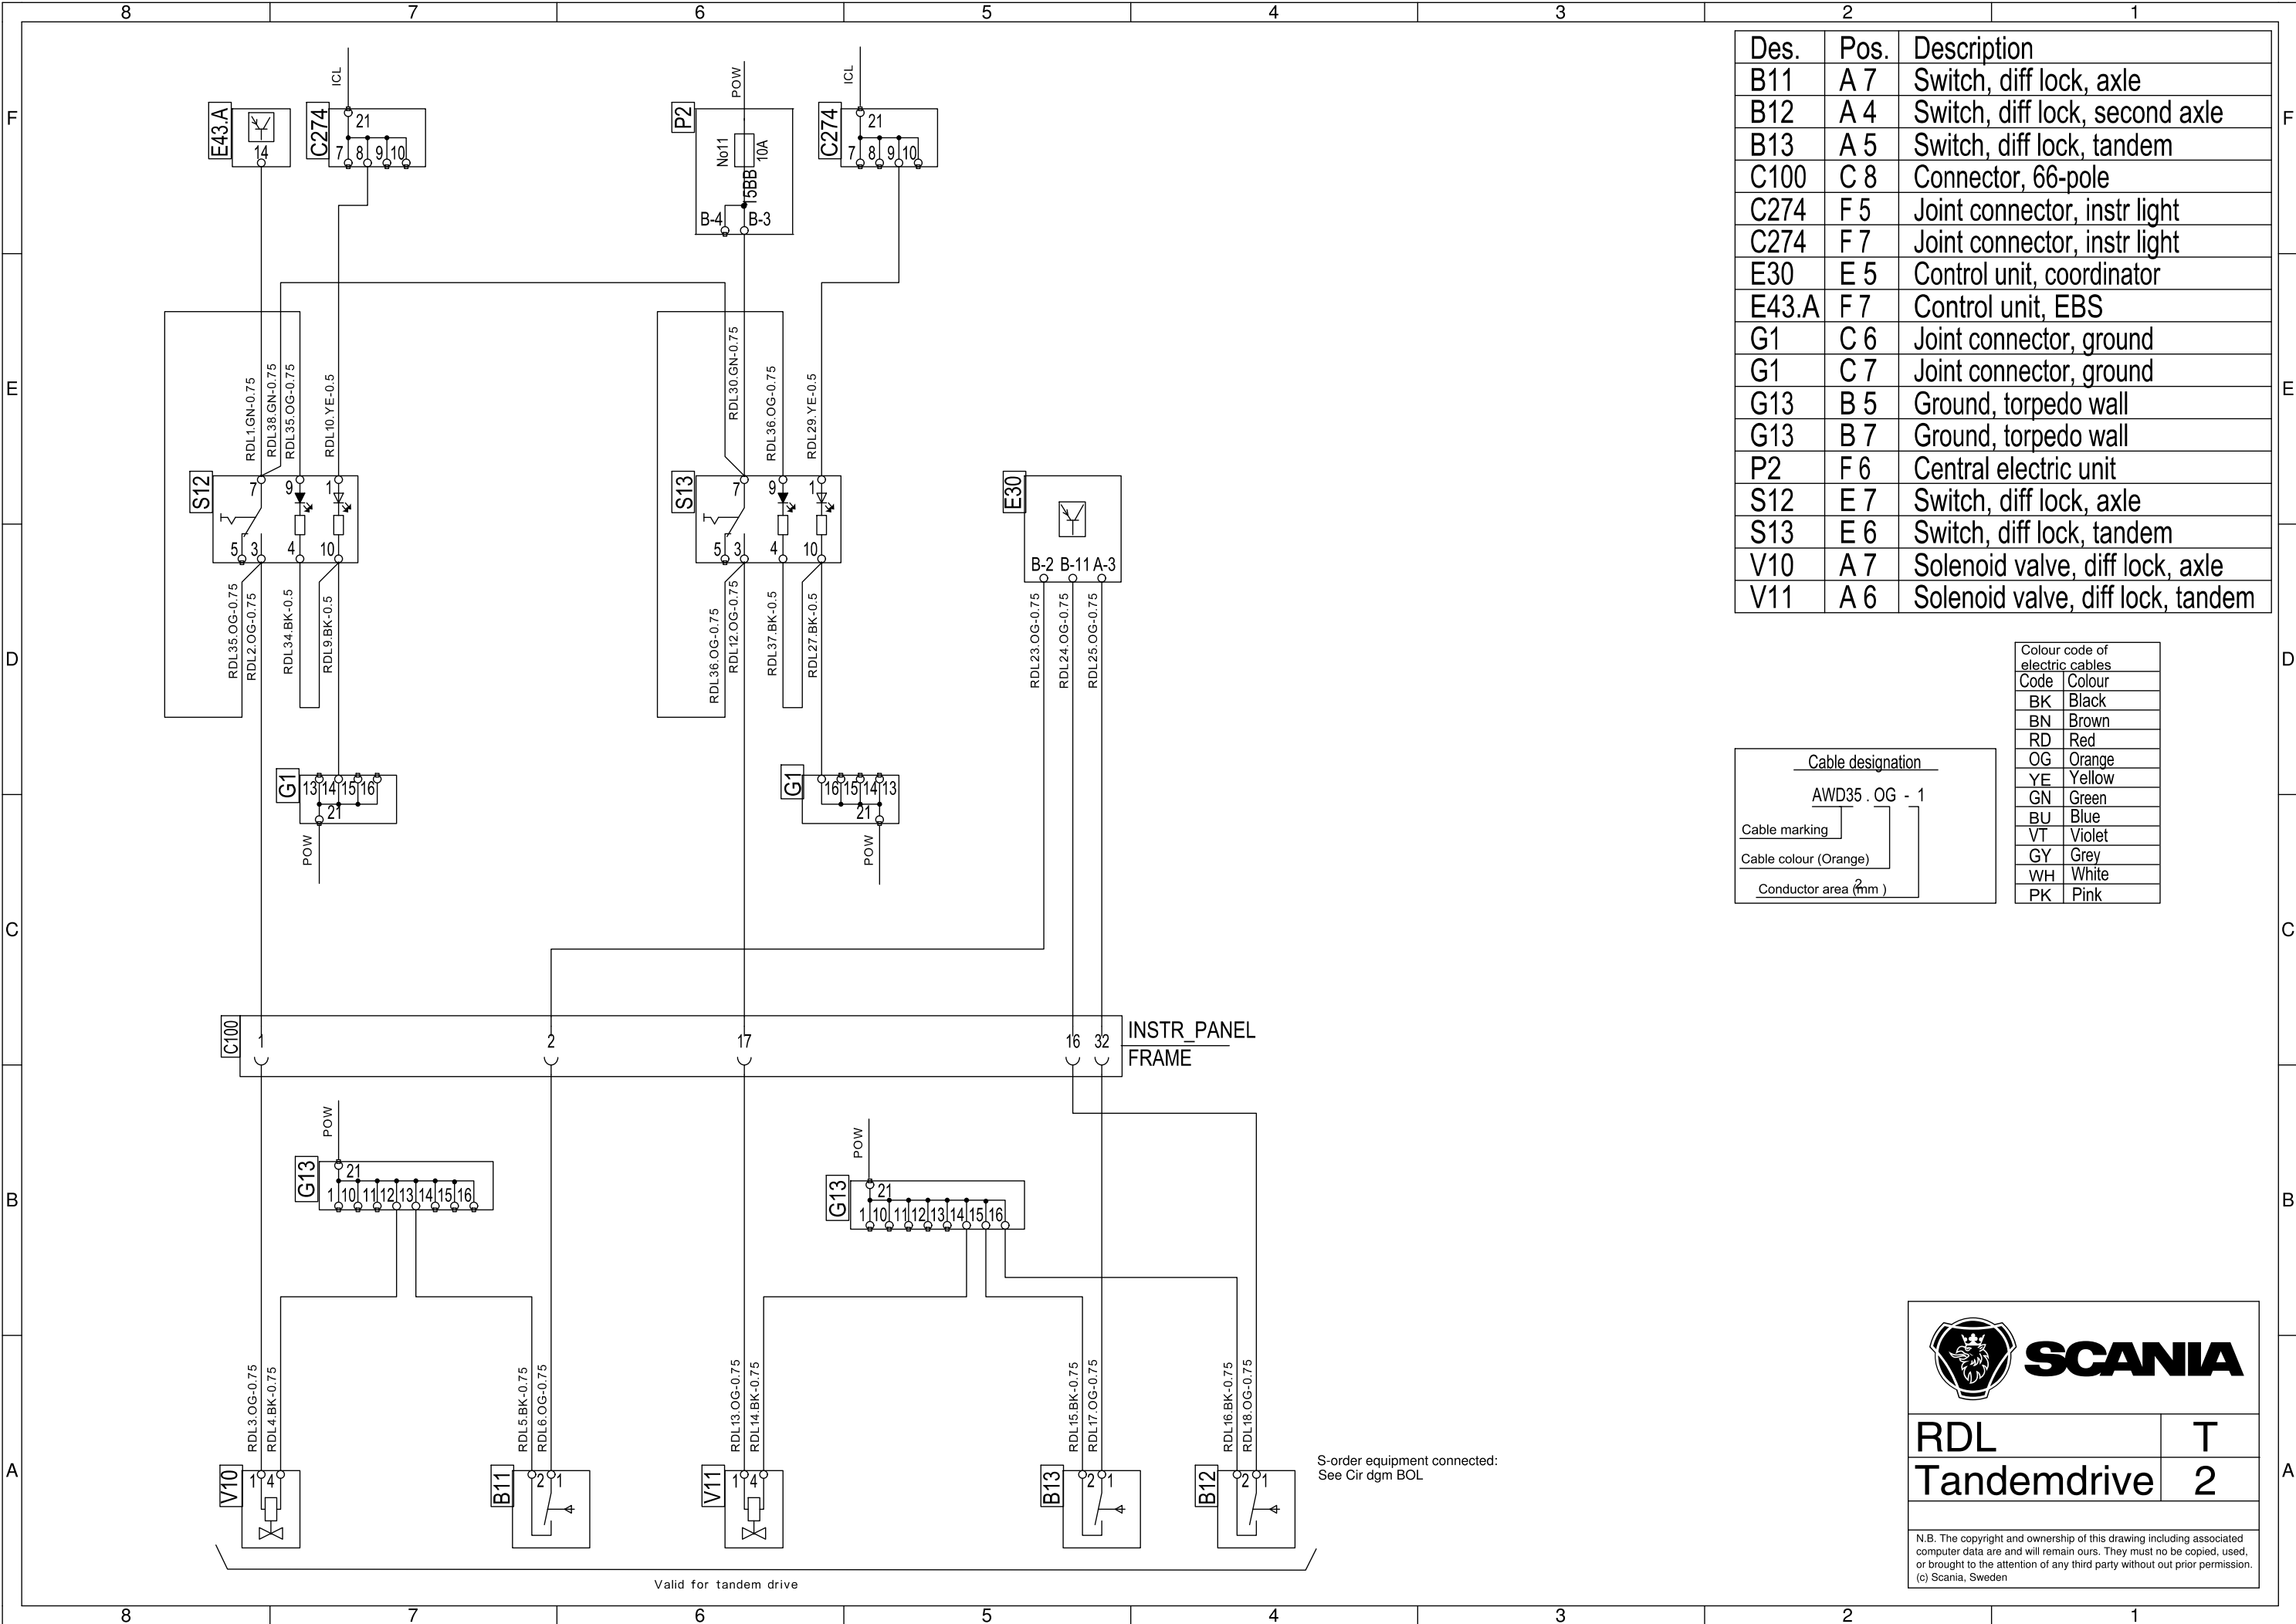 8 7 6 5 4 3 2 1
F
E
D
C
B
A
F
E
D
C
B
A
8 7 6 5 4 3 2 1
ICL
E43.A
14
C274
21
7 8 9 10
POW
P2
No11
10A
15BB
B-4 B-3
ICL
C274
21
7 8 9 10
RDL1.GN-0.75
RDL38.GN-0.75
RDL35.OG-0.75
RDL10.YE-0.5
RDL30.GN-0.75
RDL36.OG-0.75
RDL29.YE-0.5
S12
7 9 1
5 3 4 10
S13
7 9 1
5 3 4 10
E30
B-2 B-11 A-3
RDL35.OG-0.75
RDL2.OG-0.75
RDL34.BK-0.5
RDL9.BK-0.5
RDL36.OG-0.75
RDL12.OG-0.75
RDL37.BK-0.5
RDL27.BK-0.5
RDL23.OG-0.75
RDL24.OG-0.75
RDL25.OG-0.75
G1
13 14 15 16
21
POW
G1
16 15 14 13
21
POW
C100
1 2 17 16 32
INSTR_PANEL
FRAME
POW
G13
21
1 10 11 12 13 14 15 16
POW
G13
21
1 10 11 12 13 14 15 16
RDL3.OG-0.75
RDL4.BK-0.75
RDL5.BK-0.75
RDL6.OG-0.75
RDL13.OG-0.75
RDL14.BK-0.75
RDL15.BK-0.75
RDL17.OG-0.75
RDL16.BK-0.75
RDL18.OG-0.75
V10
1 4
B11
2 1
V11
1 4
B13
2 1
B12
2 1
S-order equipment connected:
See Cir dgm BOL
Valid for tandem drive
Des. Pos. Description
B11 A 7 Switch, diff lock, axle
B12 A 4 Switch, diff lock, second axle
B13 A 5 Switch, diff lock, tandem
C100 C 8 Connector, 66-pole
C274 F 5 Joint connector, instr light
C274 F 7 Joint connector, instr light
E30 E 5 Control unit, coordinator
E43.A F 7 Control unit, EBS
G1 C 6 Joint connector, ground
G1 C 7 Joint connector, ground
G13 B 5 Ground, torpedo wall
G13 B 7 Ground, torpedo wall
P2 F 6 Central electric unit
S12 E 7 Switch, diff lock, axle
S13 E 6 Switch, diff lock, tandem
V10 A 7 Solenoid valve, diff lock, axle
V11 A 6 Solenoid valve, diff lock, tandem
Colour code of
electric cables
Code Colour
BK Black
BN Brown
RD Red
OG Orange
YE Yellow
GN Green
BU Blue
VT Violet
GY Grey
WH White
PK Pink
Cable designation
AWD35 . OG - 1
Cable marking
Cable colour (Orange)
Conductor area (mm2)
SCANIA
RDL T
Tandemdrive 2
N.B. The copyright and ownership of this drawing including associated
computer data are and will remain ours. They must no be copied, used,
or brought to the attention of any third party without out prior permission.
(c) Scania, Sweden